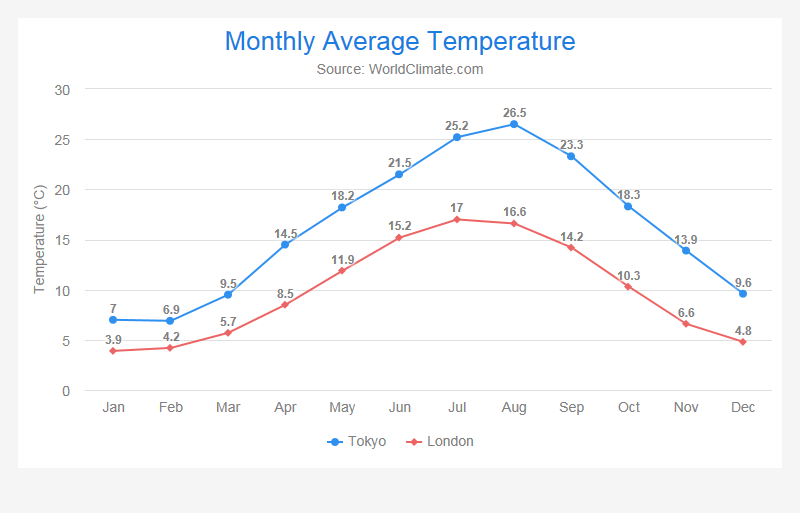 Monthly Average Temperature
Source: WorldClimate.com
Temperature (°C)
30
25
20
15
10
5
0
7 6.9 9.5 14.5 18.2 21.5 25.2 26.5 23.3 18.3 13.9 9.6
3.9 4.2 5.7 8.5 11.9 15.2 17 16.6 14.2 10.3 6.6 4.8
Jan Feb Mar Apr May Jun Jul Aug Sep Oct Nov Dec
Tokyo London